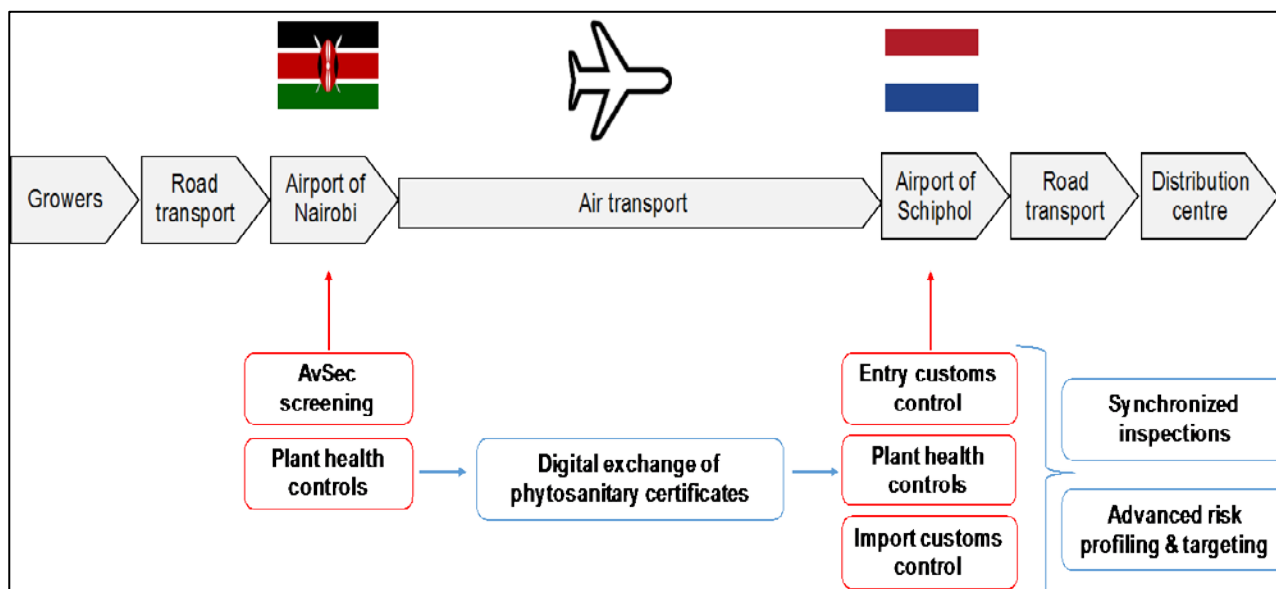 Growers
Road
transport
Airport of
Nairobi
Air transport
Airport of
Schiphol
Road
transport
Distribution
centre
AvSec
screening
Plant health
controls
Digital exchange of
phytosanitary certificates
Entry customs
control
Plant health
controls
Import customs
control
Synchronized
inspections
Advanced risk
profiling & targeting